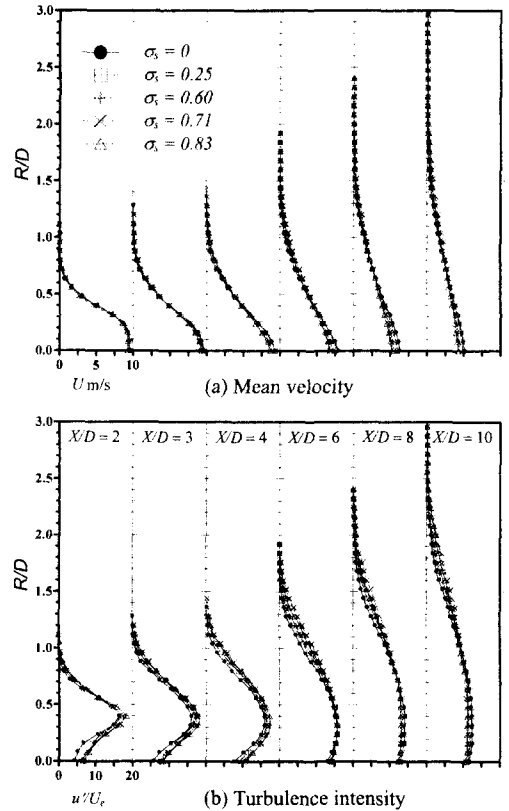 3.0
2.5
2.0
1.5
1.0
0.5
0.0
R/D
σs = 0
σs = 0.25
σs = 0.60
σs = 0.71
σs = 0.83
0 5 10
U m/s
(a) Mean velocity
3.0
2.5
2.0
1.5
1.0
0.5
0.0
R/D
X/D = 2 X/D = 3 X/D = 4 X/D = 6 X/D = 8 X/D = 10
0 10 20
u'/Ue
(b) Turbulence intensity